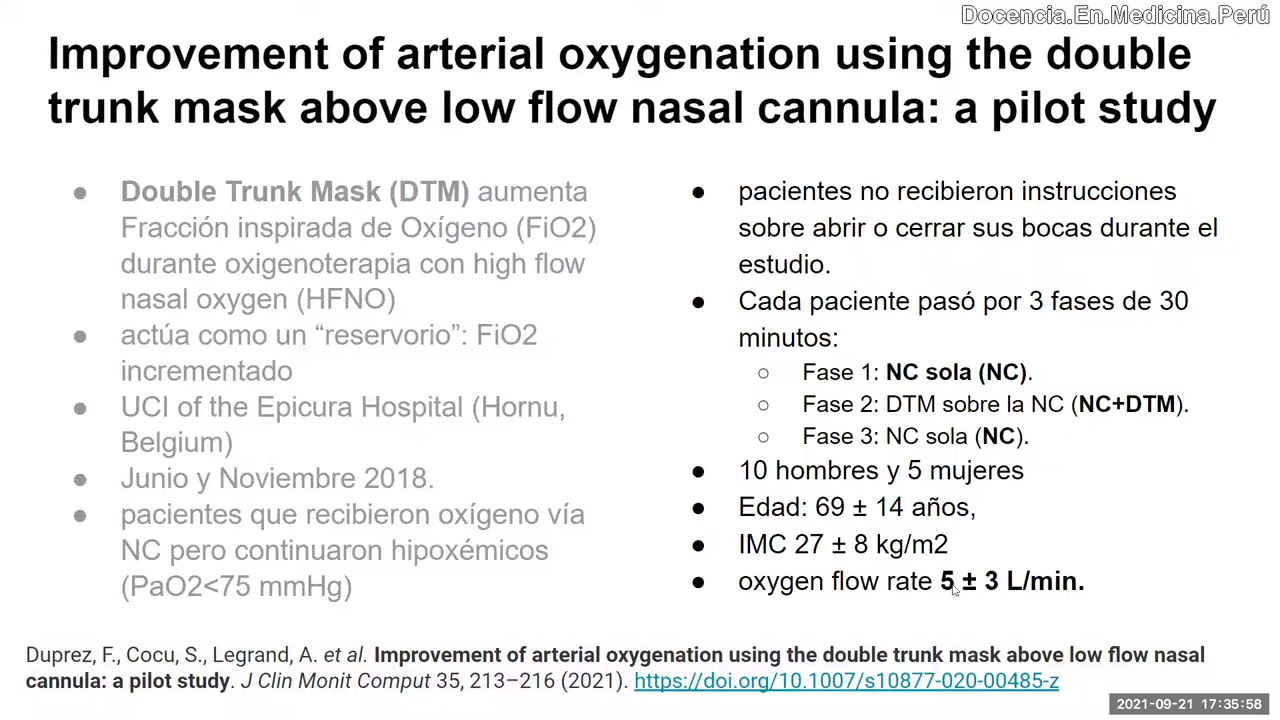 Docencia.En.Medicina.Perú
Improvement of arterial oxygenation using the double
trunk mask above low flow nasal cannula: a pilot study
● Double Trunk Mask (DTM) aumenta
Fracción inspirada de Oxígeno (FiO2)
durante oxigenoterapia con high flow
nasal oxygen (HFNO)
● actúa como un “reservorio”: FiO2
incrementado
● UCI of the Epicura Hospital (Hornu,
Belgium)
● Junio y Noviembre 2018.
● pacientes que recibieron oxígeno vía
NC pero continuaron hipoxémicos
(PaO2<75 mmHg)
● pacientes no recibieron instrucciones
sobre abrir o cerrar sus bocas durante el
estudio.
● Cada paciente pasó por 3 fases de 30
minutos:
○ Fase 1: NC sola (NC).
○ Fase 2: DTM sobre la NC (NC+DTM).
○ Fase 3: NC sola (NC).
● 10 hombres y 5 mujeres
● Edad: 69 ± 14 años,
● IMC 27 ± 8 kg/m2
● oxygen flow rate 5 ± 3 L/min.
Duprez, F., Cocu, S., Legrand, A. et al. Improvement of arterial oxygenation using the double trunk mask above low flow nasal
cannula: a pilot study. J Clin Monit Comput 35, 213–216 (2021). https://doi.org/10.1007/s10877-020-00485-z
2021-09-21 17:35:58